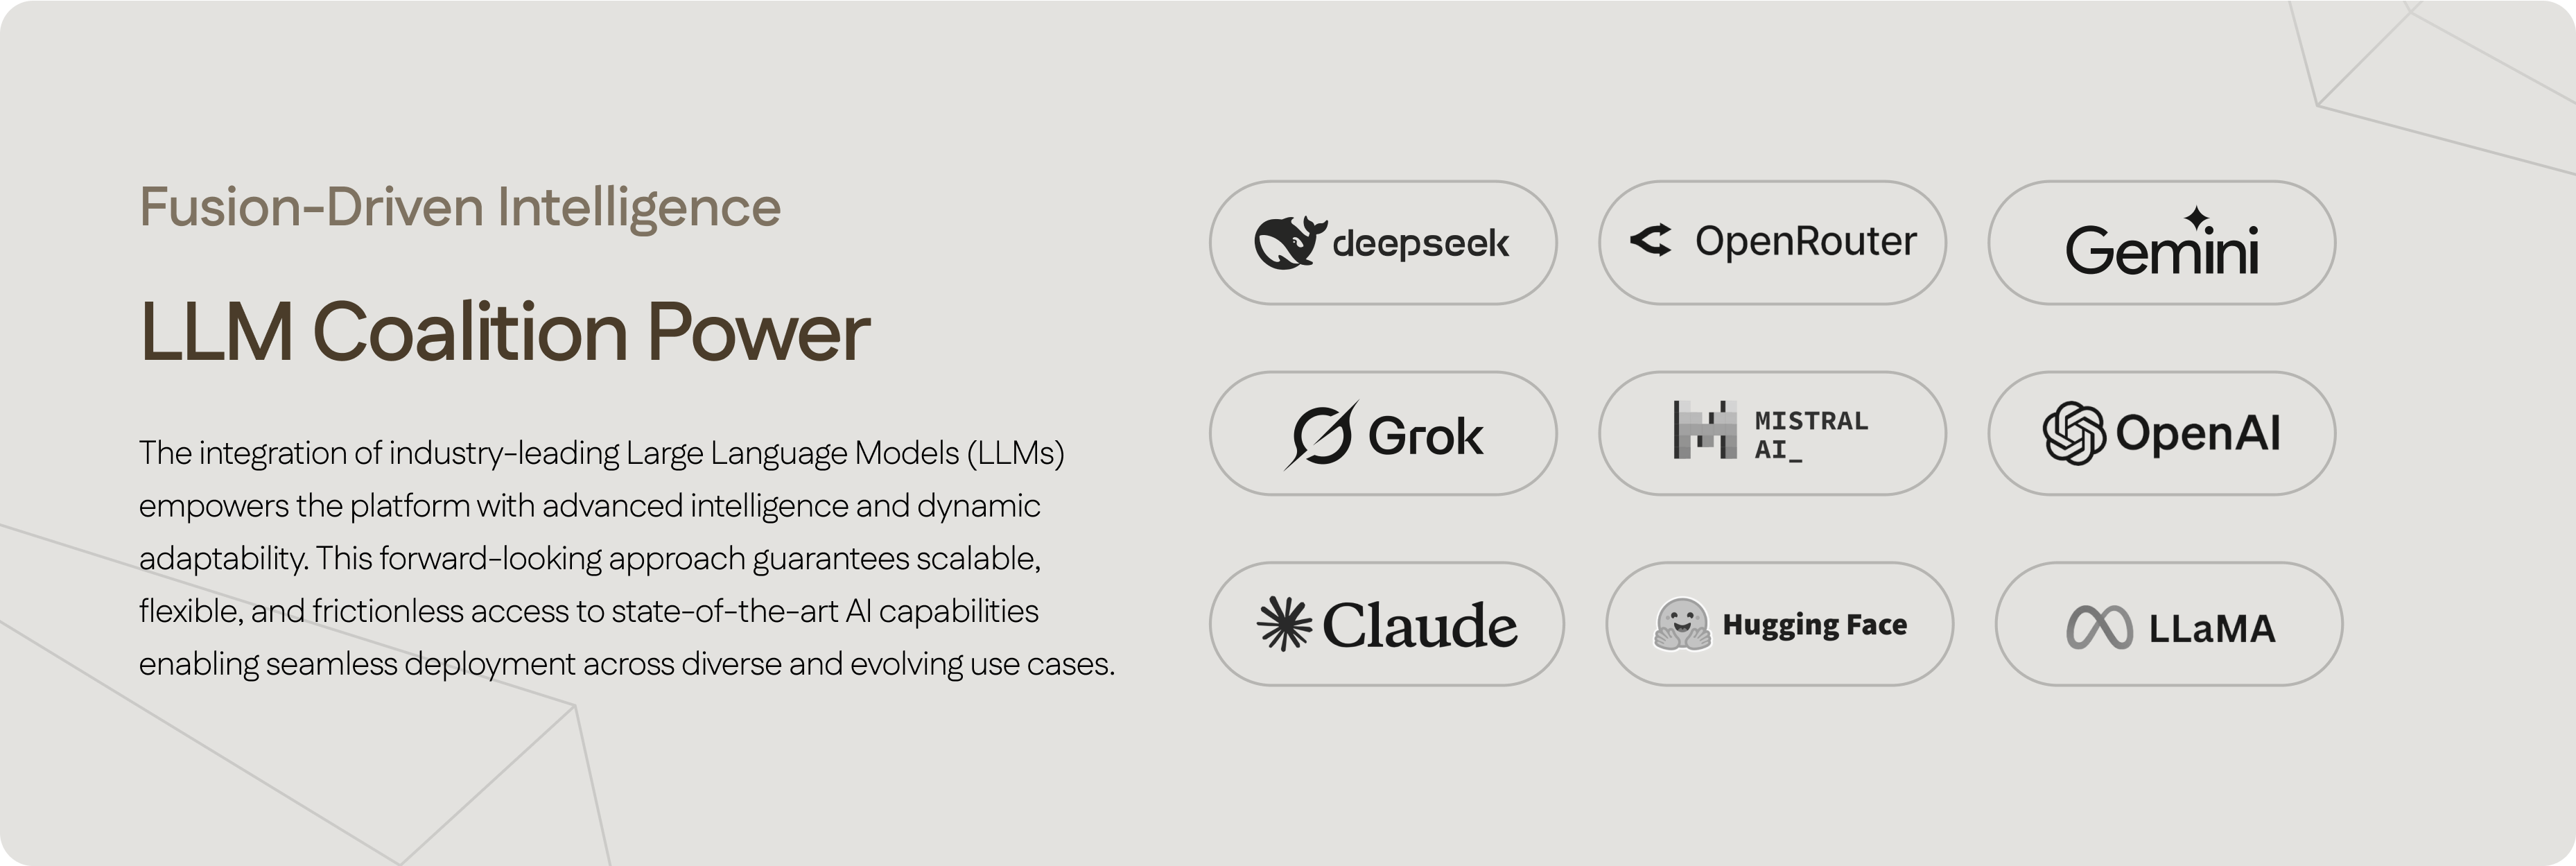 Fusion-Driven Intelligence
LLM Coalition Power
The integration of industry-leading Large Language Models (LLMs)
empowers the platform with advanced intelligence and dynamic
adaptability. This forward-looking approach guarantees scalable,
flexible, and frictionless access to state-of-the-art AI capabilities
enabling seamless deployment across diverse and evolving use cases.
deepseek
OpenRouter
Gemini
Grok
MISTRAL
AI_
OpenAI
Claude
Hugging Face
LLaMA